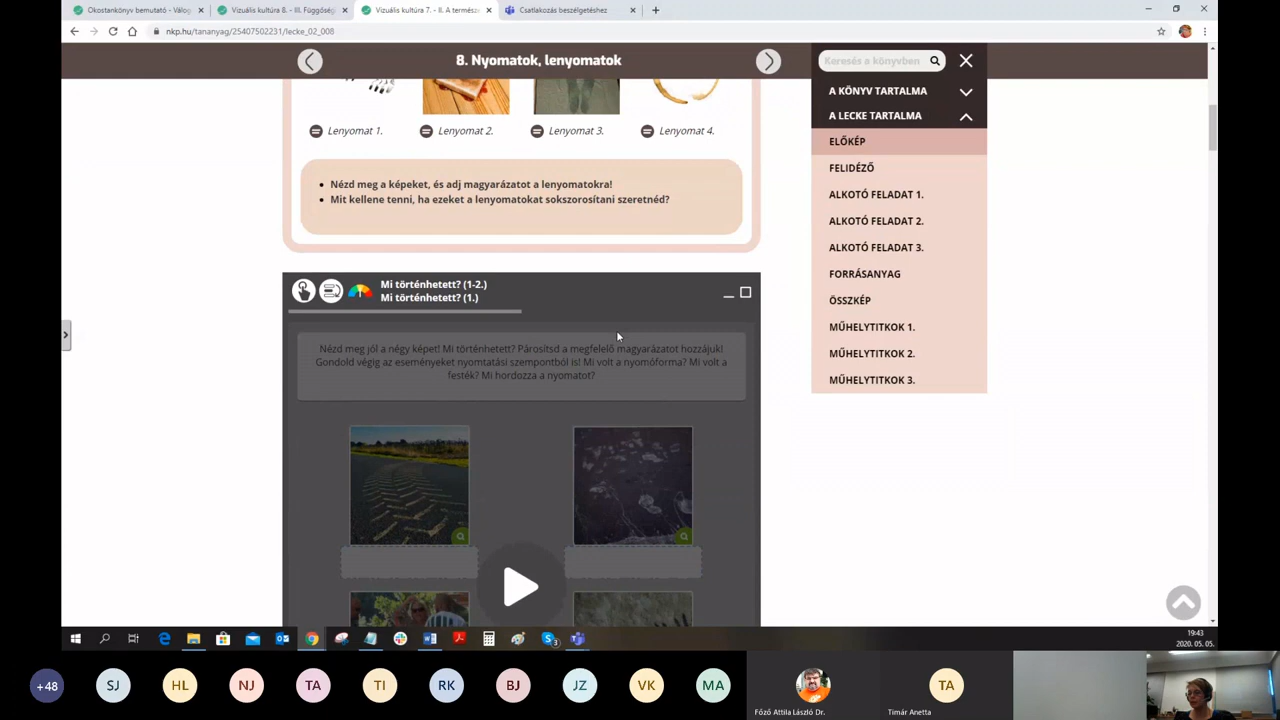 Okostankönyv bemutató - Válog
Vizuális kultúra 8. - III. Függőség
Vizuális kultúra 7. - II. A természe
Csatlakozás beszélgetéshez
nkp.hu/tananyag/25407502231/lecke_02_008
8. Nyomatok, lenyomatok
Keresés a könyvben
A KÖNYV TARTALMA
A LECKE TARTALMA
ELŐKÉP
FELIDÉZŐ
ALKOTÓ FELADAT 1.
ALKOTÓ FELADAT 2.
ALKOTÓ FELADAT 3.
FORRÁSANYAG
ÖSSZKÉP
MŰHELYTITKOK 1.
MŰHELYTITKOK 2.
MŰHELYTITKOK 3.
Lenyomat 1.
Lenyomat 2.
Lenyomat 3.
Lenyomat 4.
Nézd meg a képeket, és adj magyarázatot a lenyomatokra!
Mit kellene tenni, ha ezeket a lenyomatokat sokszorosítani szeretnéd?
Mi történhetett? (1-2.)
Mi történhetett? (1.)
Nézd meg jól a négy képet! Mi történhetett? Párosítsd a megfelelő magyarázatot hozzájuk!
Gondold végig az eseményeket nyomtatási szempontból is! Mi volt a nyomóforma? Mi volt a
festék? Mi hordozza a nyomatot?
19:43
2020. 05. 05.
+48
SJ
HL
NJ
TA
TI
RK
BJ
JZ
VK
MA
Főző Attila László Dr.
TA
Timár Anetta